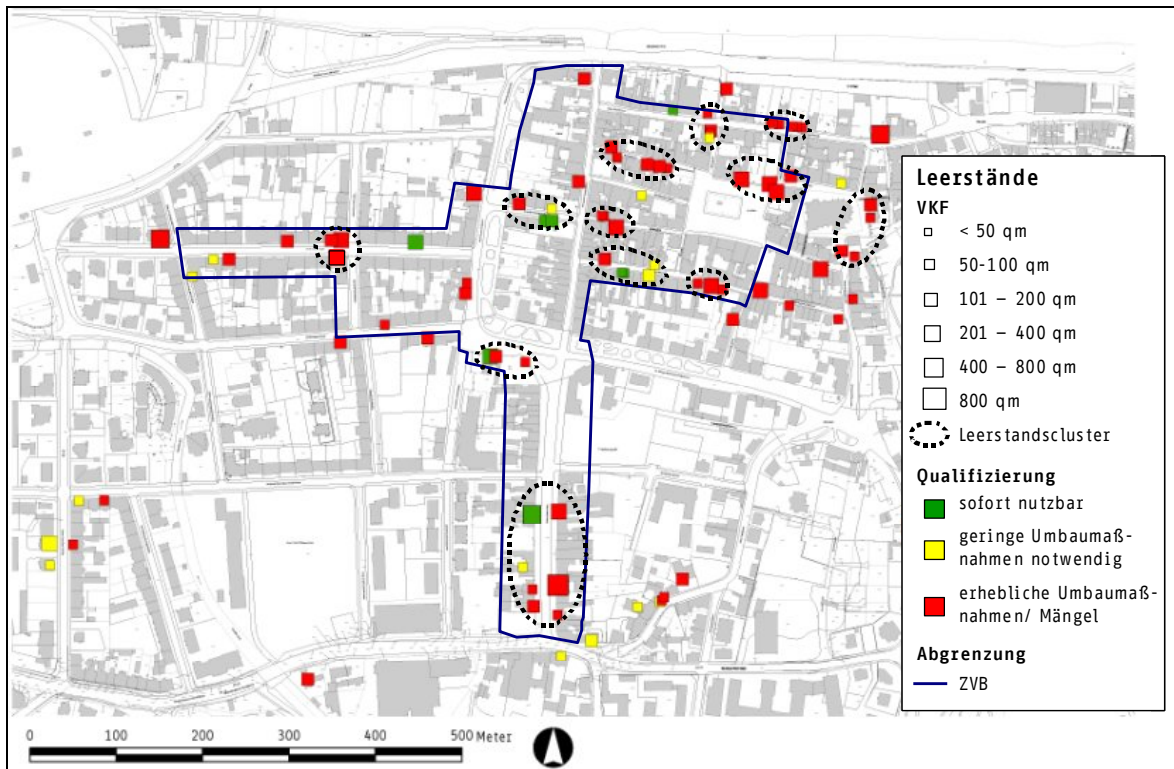 Leerstände
VKF
< 50 qm
50-100 qm
101 – 200 qm
201 – 400 qm
400 – 800 qm
800 qm
Leerstandscluster
Qualifizierung
sofort nutzbar
geringe Umbaumaß-
nahmen notwendig
erhebliche Umbaumaß-
nahmen/ Mängel
Abgrenzung
ZVB
0 100 200 300 400 500 Meter